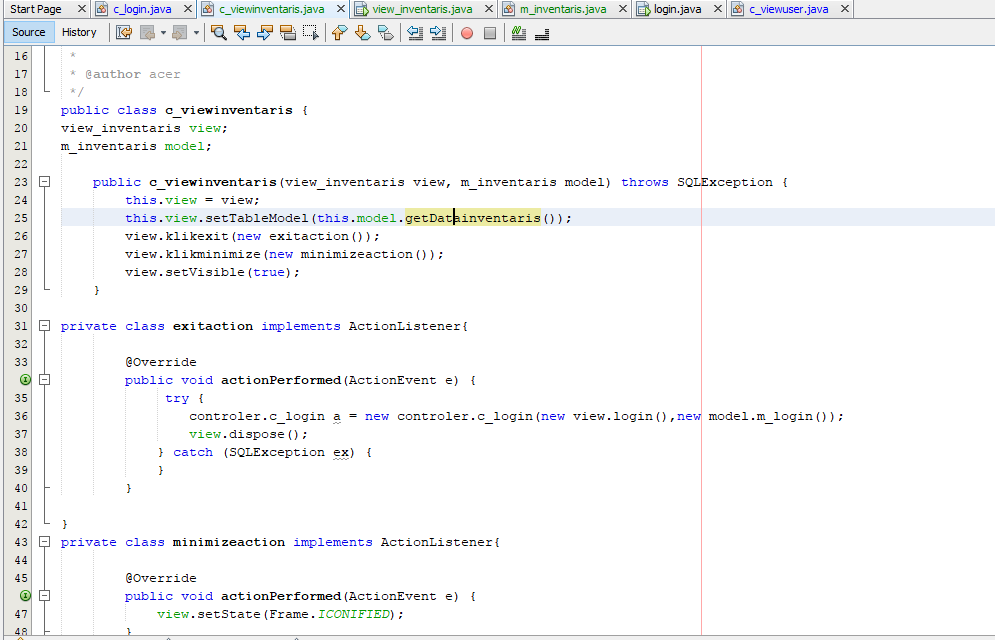 Start Page c_login.java c_viewinventaris.java view_inventaris.java m_inventaris.java login.java c_viewuser.java
Source History
16 *
17 * @author acer
18 */
19 public class c_viewinventaris {
20 view_inventaris view;
21 m_inventaris model;
22
23 public c_viewinventaris(view_inventaris view, m_inventaris model) throws SQLException {
24 this.view = view;
25 this.view.setTableModel(this.model.getDatainventaris());
26 view.klikexit(new exitaction());
27 view.klikminimize(new minimizeaction());
28 view.setVisible(true);
29 }
30
31 private class exitaction implements ActionListener{
32
33 @Override
public void actionPerformed(ActionEvent e) {
35 try {
36 controler.c_login a = new controler.c_login(new view.login(),new model.m_login());
37 view.dispose();
38 } catch (SQLException ex) {
39 }
40 }
41
42 }
43 private class minimizeaction implements ActionListener{
44
45 @Override
public void actionPerformed(ActionEvent e) {
47 view.setState(Frame.ICONIFIED);
48 }